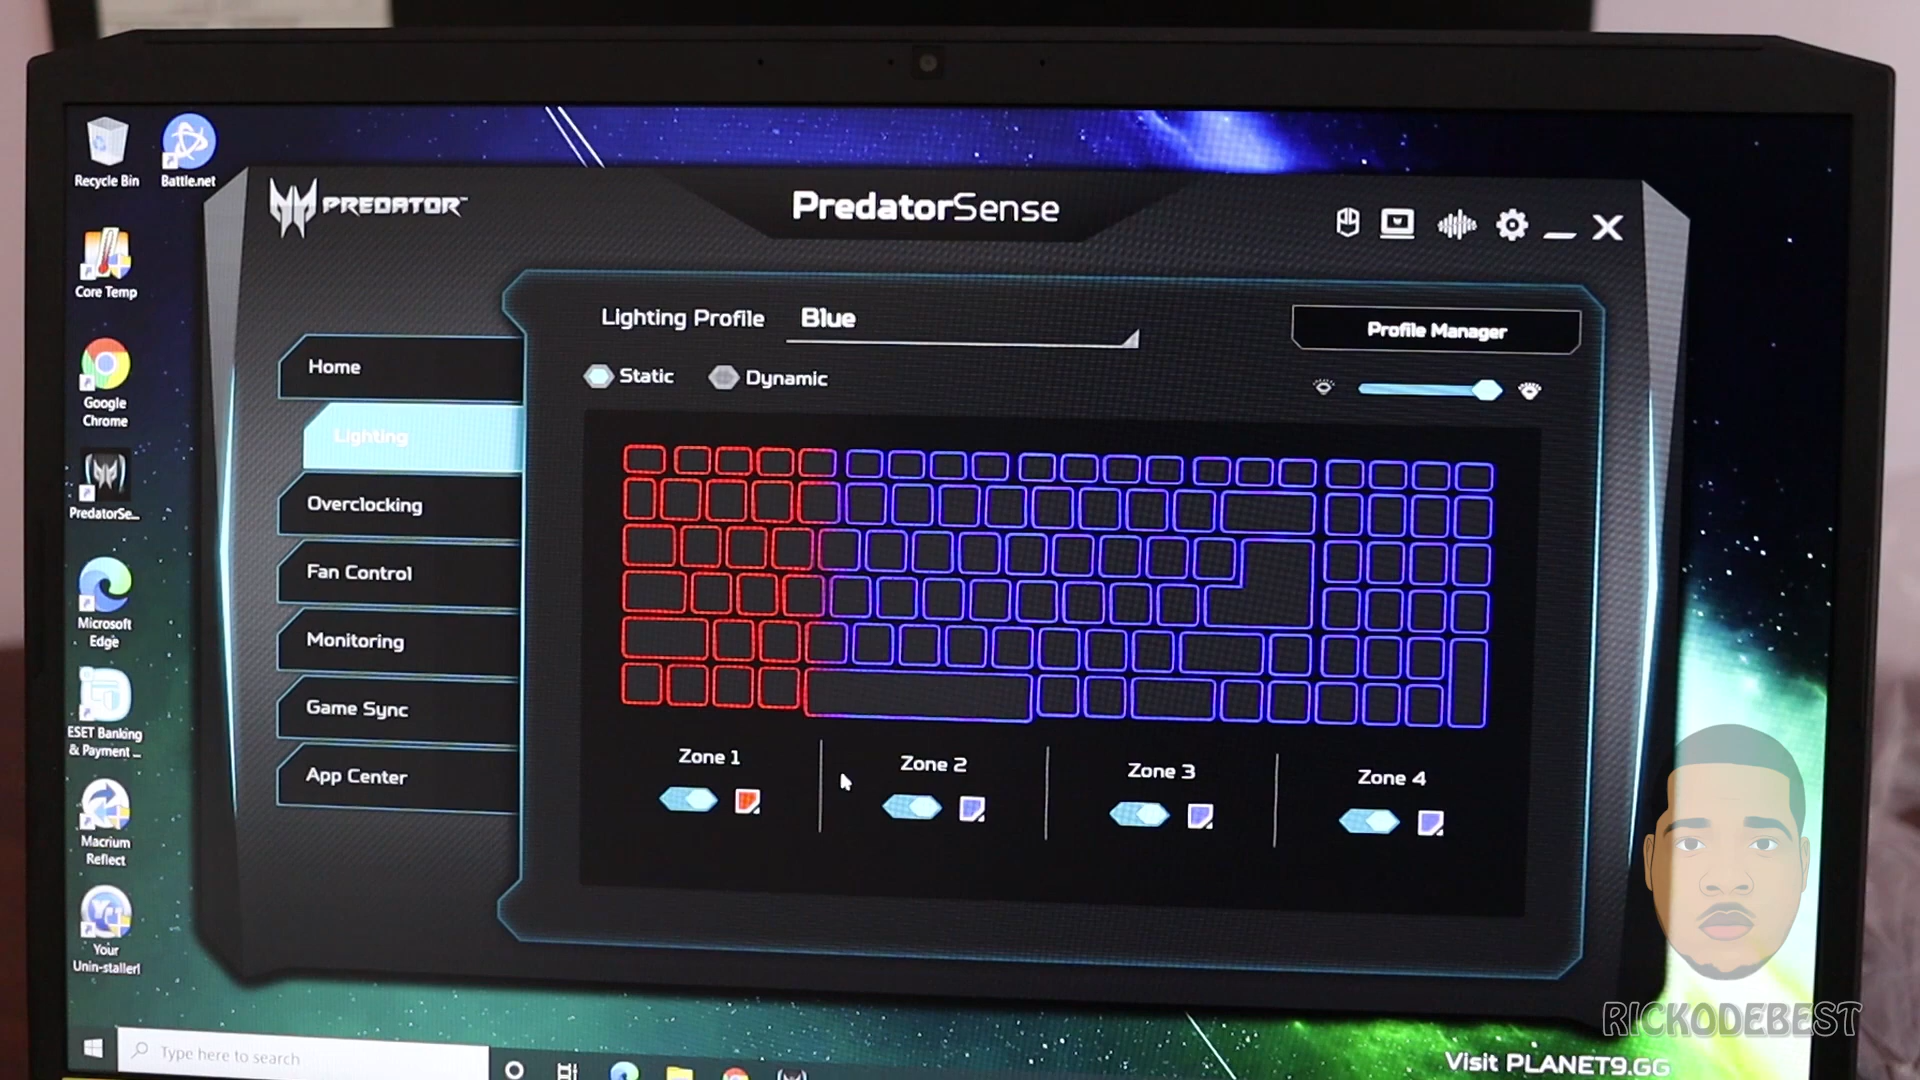 Recycle Bin
Battle.net
Core Temp
Google
Chrome
PredatorSe...
Microsoft
Edge
ESET Banking
& Payment ...
Macrium
Reflect
Your
Unin-staller!
PREDATOR
PredatorSense
Lighting Profile
Blue
Profile Manager
Static
Dynamic
Home
Lighting
Overclocking
Fan Control
Monitoring
Game Sync
App Center
Zone 1
Zone 2
Zone 3
Zone 4
RICKODEBEST
Type here to search
Visit PLANET9.GG